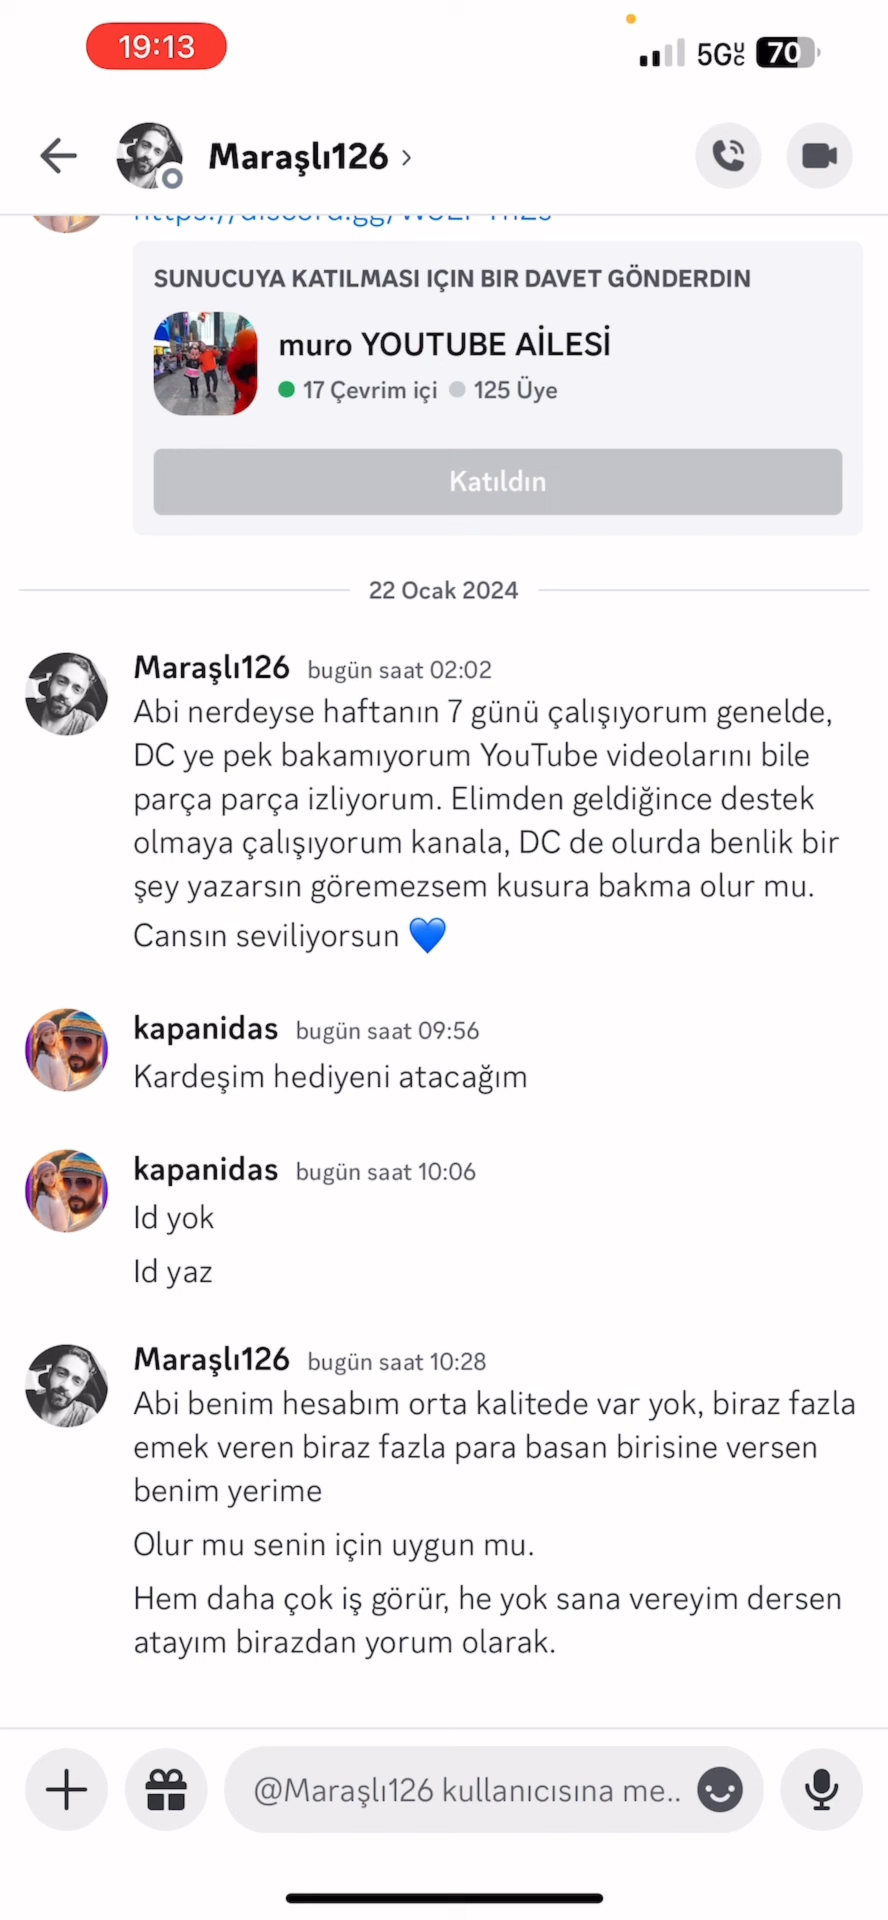 19:13
5G
70
Maraşlı126
SUNUCUYA KATILMASI IÇIN BIR DAVET GÖNDERDIN
muro YOUTUBE AİLESİ
17 Çevrim içi 125 Üye
Katıldın
22 Ocak 2024
Maraşlı126 bugün saat 02:02
Abi nerdeyse haftanın 7 günü çalışıyorum genelde,
DC ye pek bakamıyorum YouTube videolarını bile
parça parça izliyorum. Elimden geldiğince destek
olmaya çalışıyorum kanala, DC de olurda benlik bir
şey yazarsın göremezsem kusura bakma olur mu.
Cansın seviliyorsun 💙
kapanidas bugün saat 09:56
Kardeşim hediyeni atacağım
kapanidas bugün saat 10:06
Id yok
Id yaz
Maraşlı126 bugün saat 10:28
Abi benim hesabım orta kalitede var yok, biraz fazla
emek veren biraz fazla para basan birisine versen
benim yerime
Olur mu senin için uygun mu.
Hem daha çok iş görür, he yok sana vereyim dersen
atayım birazdan yorum olarak.
@Maraşlı126 kullanıcısına me..